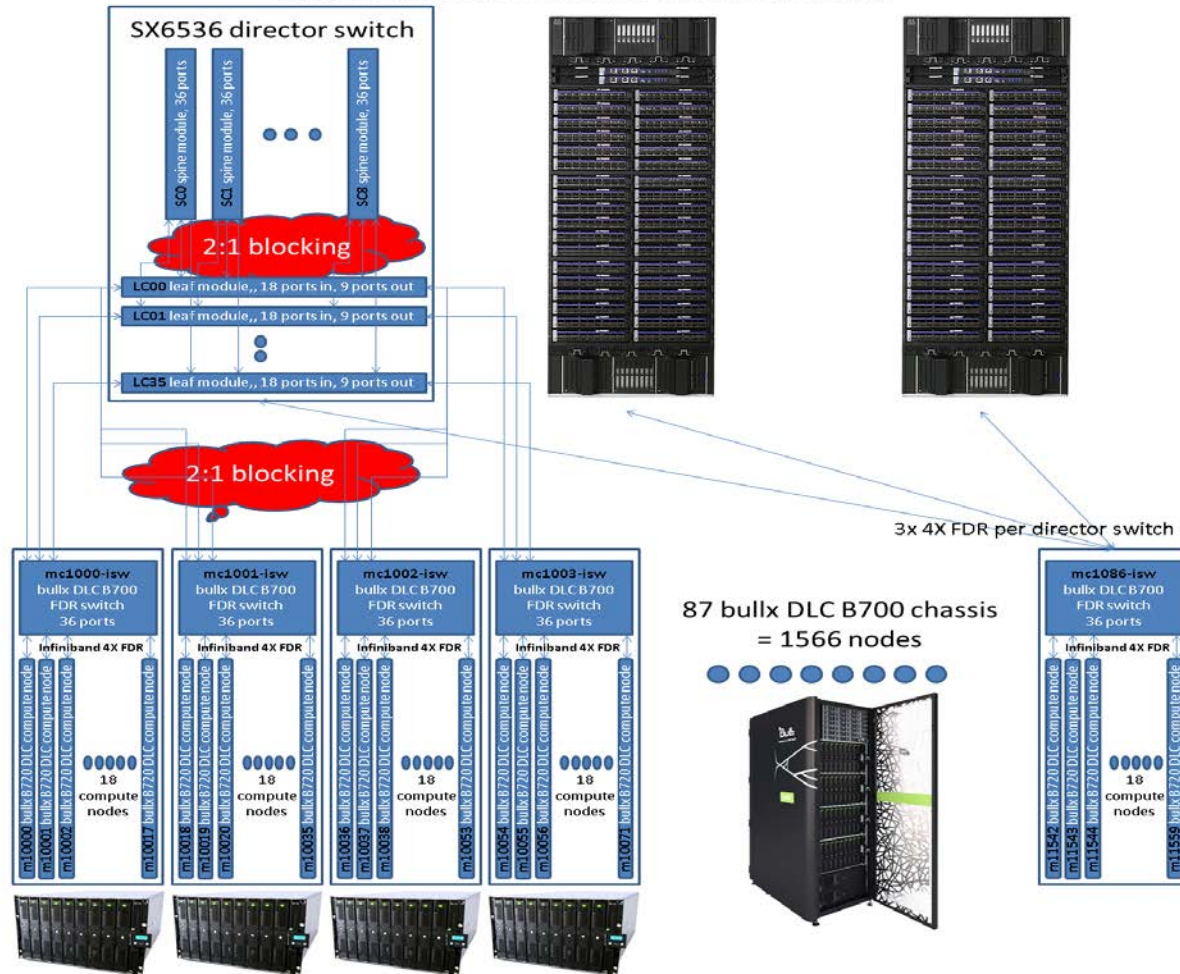 SX6536 director switch
SC0 spine module, 36 ports
SC1 spine module, 36 ports
SC8 spine module, 36 ports
2:1 blocking
LC00 leaf module,, 18 ports in, 9 ports out
LC01 leaf module,, 18 ports in, 9 ports out
LC35 leaf module,, 18 ports in, 9 ports out
2:1 blocking
3x 4X FDR per director switch
mc1000-isw
bullx DLC B700
FDR switch
36 ports
Infiniband 4X FDR
m10000 bullx B720 DLC compute node
m10001 bullx B720 DLC compute node
m10002 bullx B720 DLC compute node
18
compute
nodes
m10017 bullx B720 DLC compute node
mc1001-isw
bullx DLC B700
FDR switch
36 ports
Infiniband 4X FDR
m10018 bullx B720 DLC compute node
m10019 bullx B720 DLC compute node
m10020 bullx B720 DLC compute node
18
compute
nodes
m10035 bullx B720 DLC compute node
mc1002-isw
bullx DLC B700
FDR switch
36 ports
Infiniband 4X FDR
m10036 bullx B720 DLC compute node
m10037 bullx B720 DLC compute node
m10038 bullx B720 DLC compute node
18
compute
nodes
m10053 bullx B720 DLC compute node
mc1003-isw
bullx DLC B700
FDR switch
36 ports
Infiniband 4X FDR
m10054 bullx B720 DLC compute node
m10055 bullx B720 DLC compute node
m10056 bullx B720 DLC compute node
18
compute
nodes
m10071 bullx B720 DLC compute node
87 bullx DLC B700 chassis
= 1566 nodes
Bull
mc1086-isw
bullx DLC B700
FDR switch
36 ports
Infiniband 4X FDR
m11542 bullx B720 DLC compute node
m11543 bullx B720 DLC compute node
m11544 bullx B720 DLC compute node
18
compute
nodes
m11559 bullx B720 DLC compute node